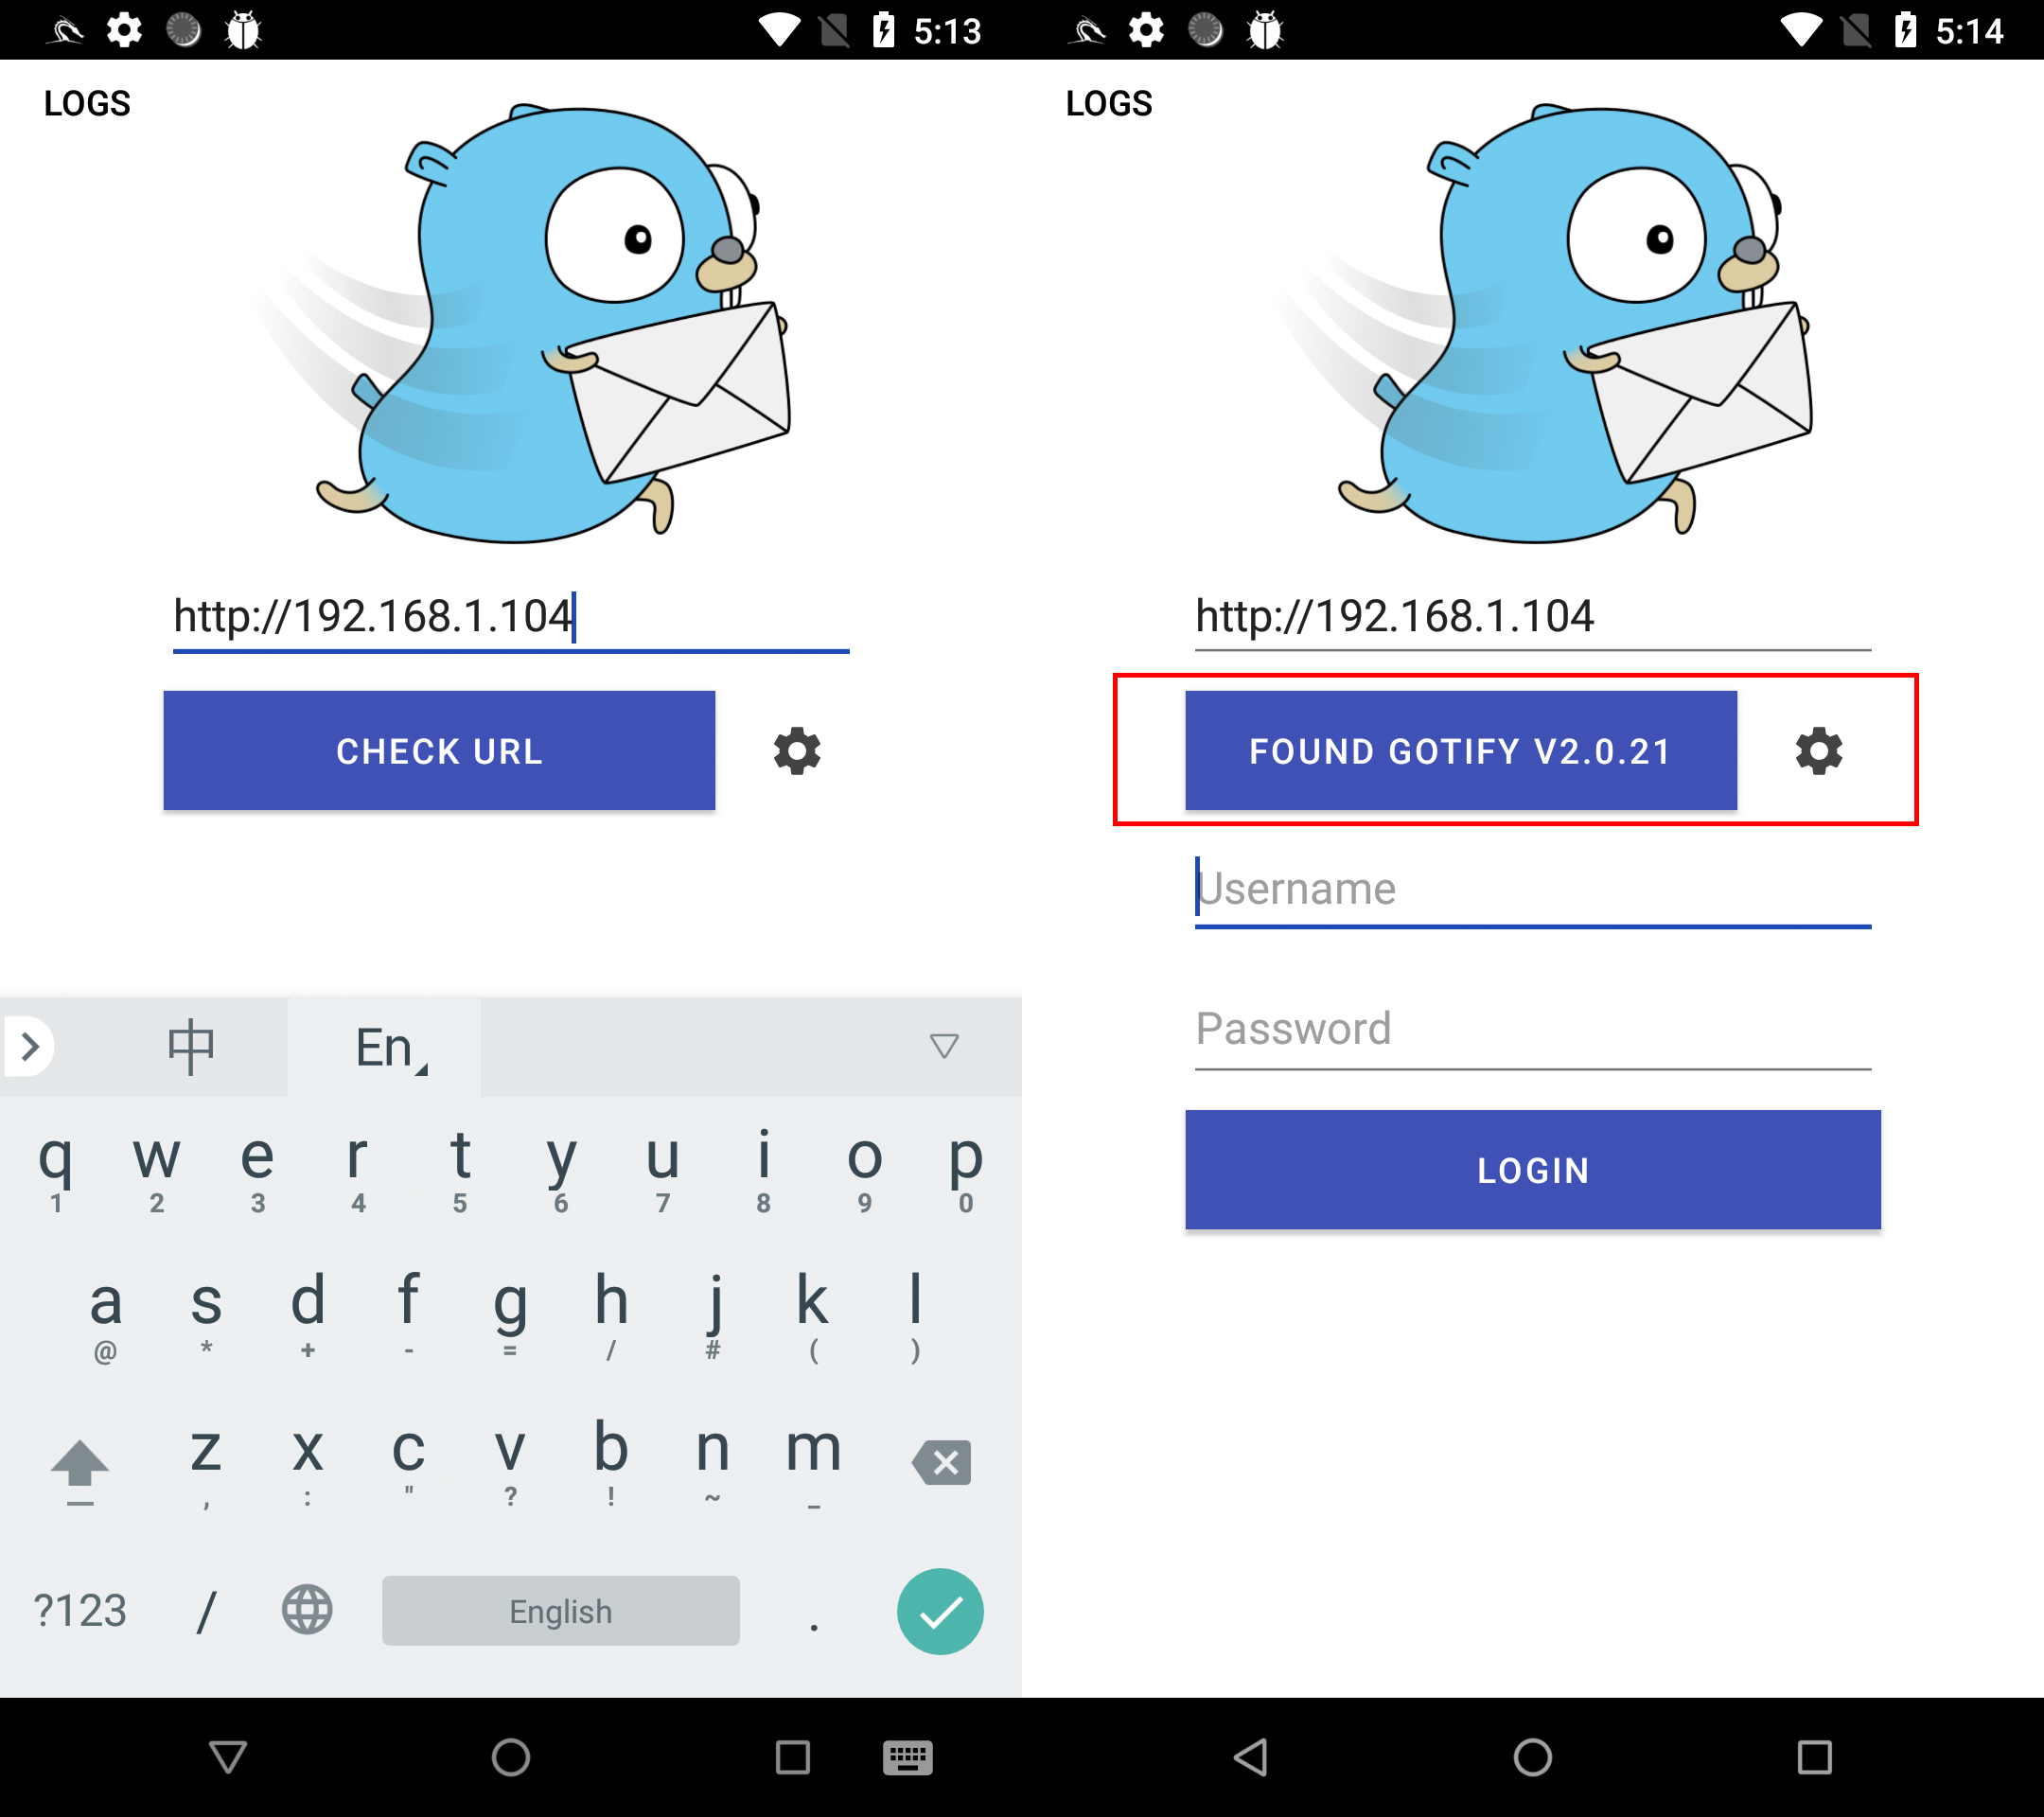 5:13
LOGS
http://192.168.1.104
CHECK URL
中 En
q w e r t y u i o p
1 2 3 4 5 6 7 8 9 0
a s d f g h j k l
@ * + - = / # ( )
z x c v b n m
, : " ? ! ~ _
?123 / English .
5:14
LOGS
http://192.168.1.104
FOUND GOTIFY V2.0.21
Username
Password
LOGIN